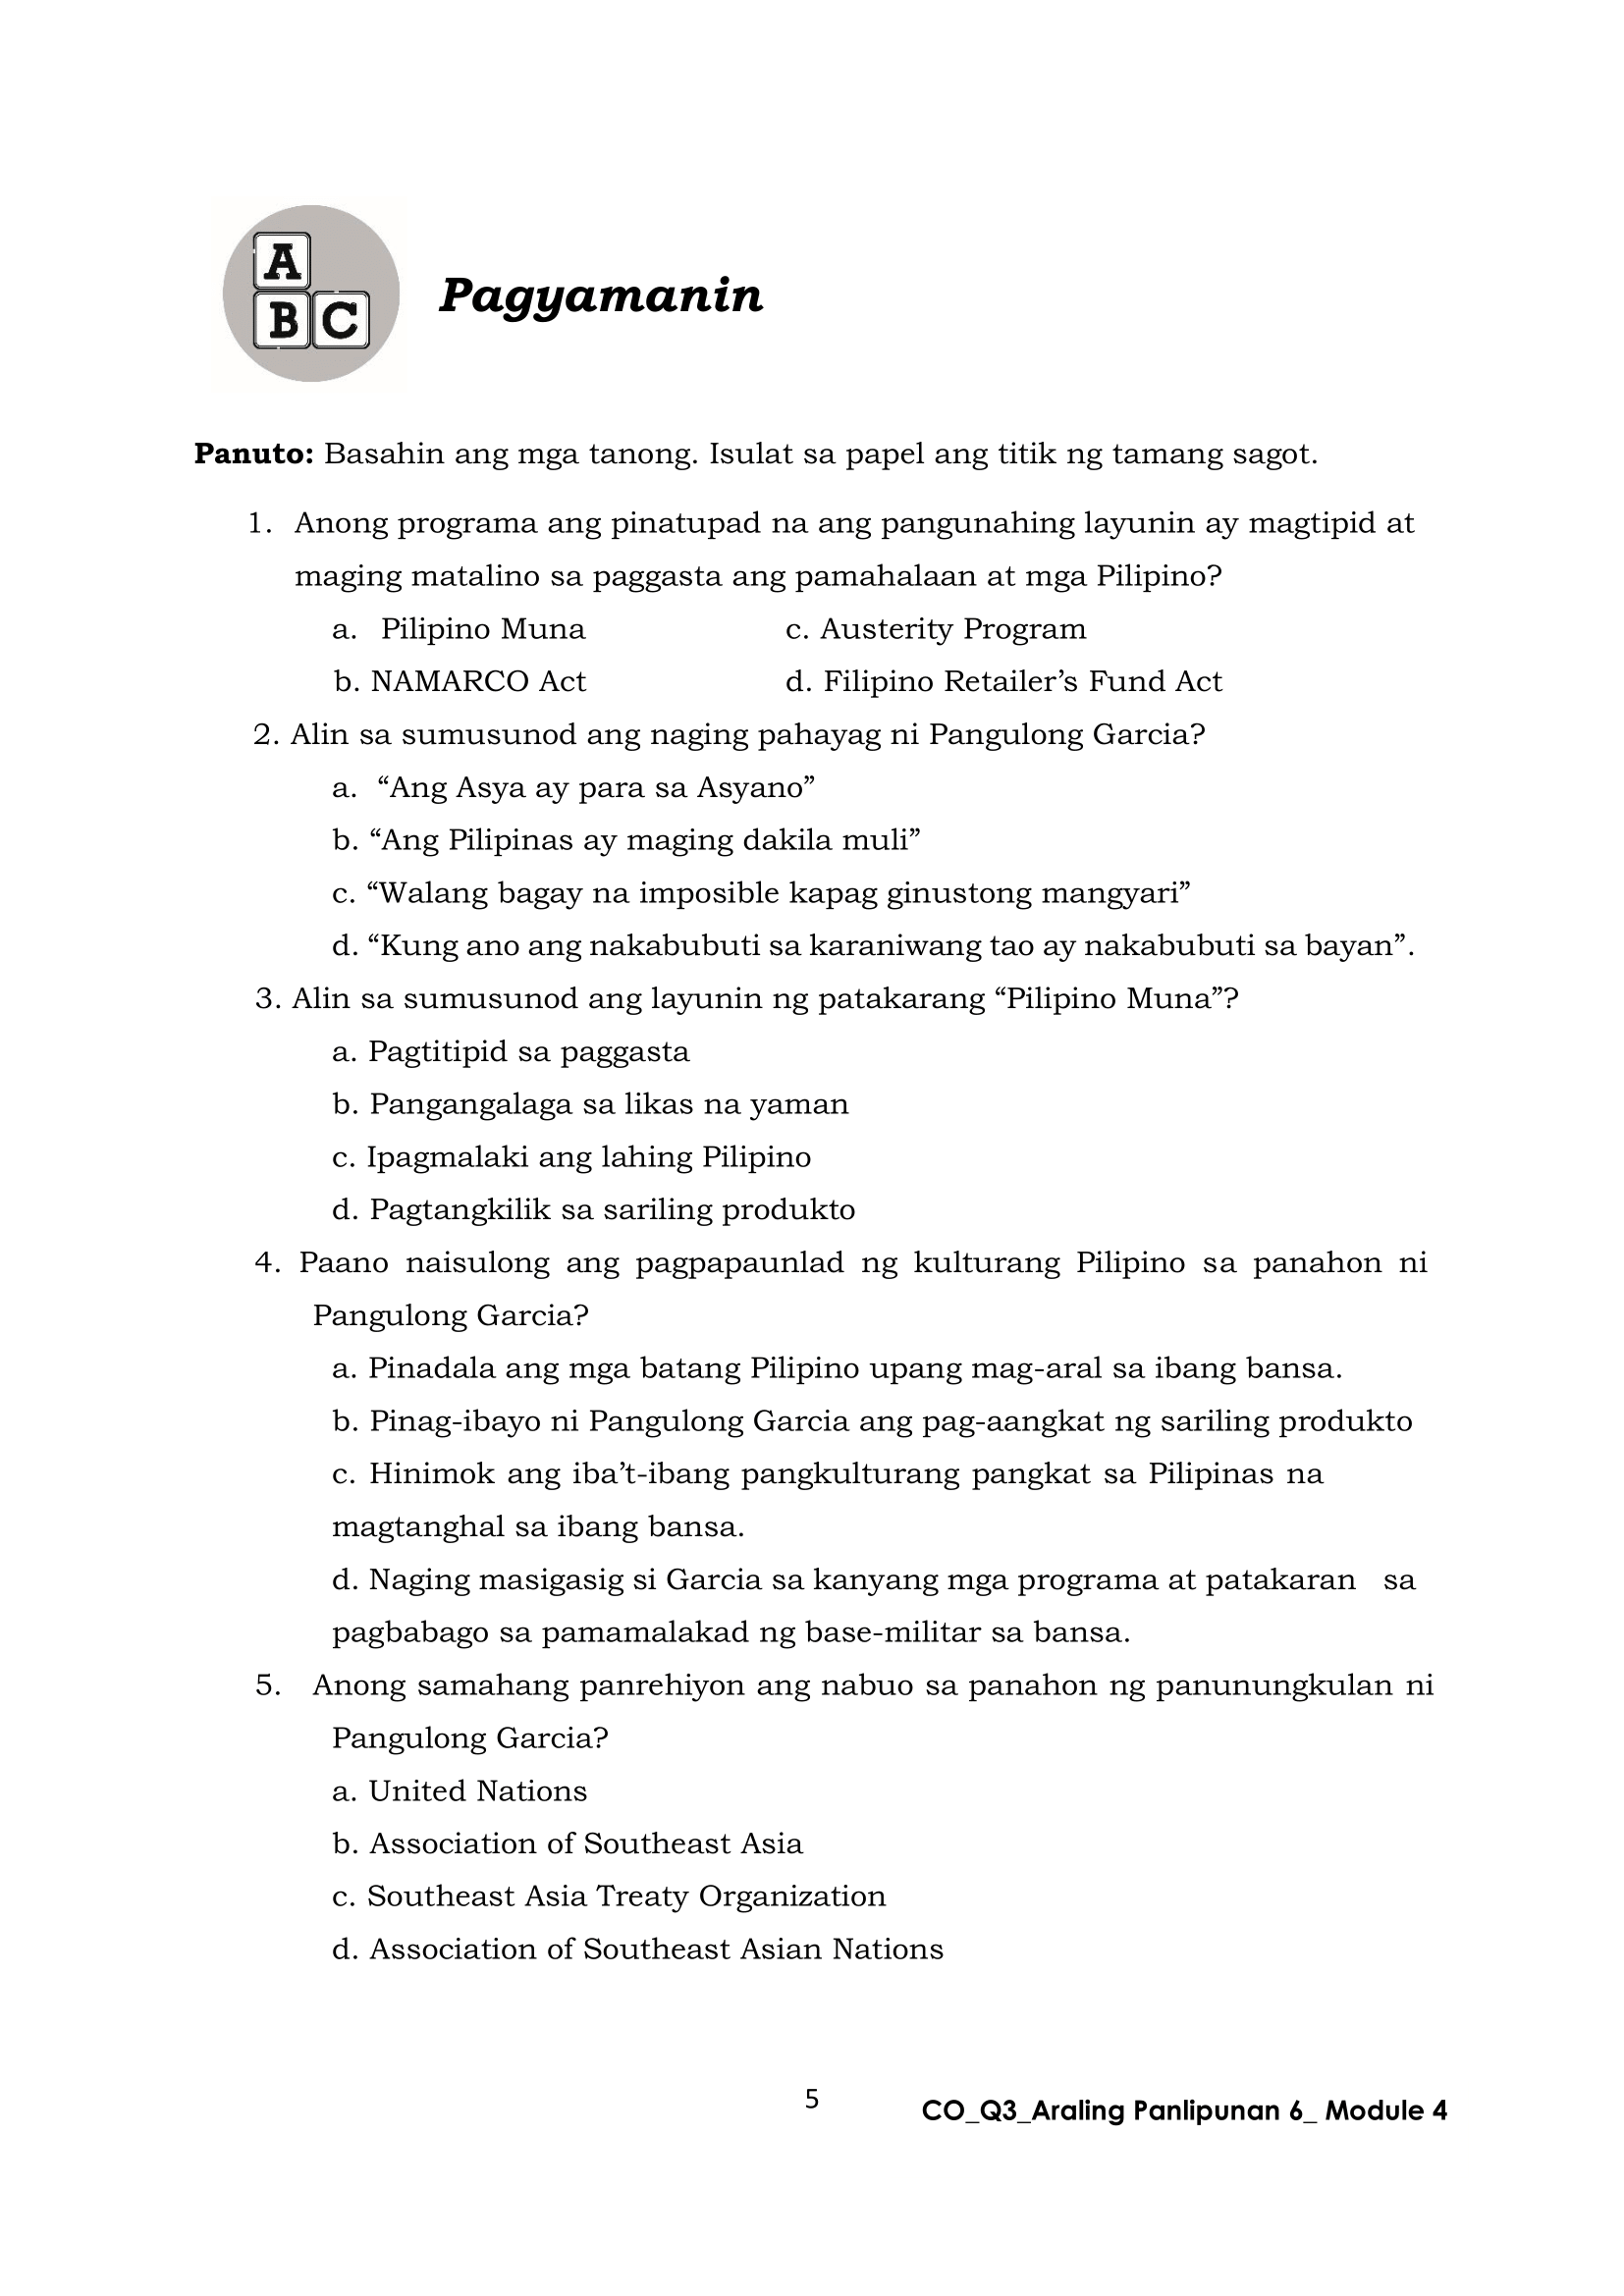 A
B C
Pagyamanin
Panuto: Basahin ang mga tanong. Isulat sa papel ang titik ng tamang sagot.
1. Anong programa ang pinatupad na ang pangunahing layunin ay magtipid at
maging matalino sa paggasta ang pamahalaan at mga Pilipino?
a. Pilipino Muna c. Austerity Program
b. NAMARCO Act d. Filipino Retailer’s Fund Act
2. Alin sa sumusunod ang naging pahayag ni Pangulong Garcia?
a. “Ang Asya ay para sa Asyano”
b. “Ang Pilipinas ay maging dakila muli”
c. “Walang bagay na imposible kapag ginustong mangyari”
d. “Kung ano ang nakabubuti sa karaniwang tao ay nakabubuti sa bayan”.
3. Alin sa sumusunod ang layunin ng patakarang “Pilipino Muna”?
a. Pagtitipid sa paggasta
b. Pangangalaga sa likas na yaman
c. Ipagmalaki ang lahing Pilipino
d. Pagtangkilik sa sariling produkto
4. Paano naisulong ang pagpapaunlad ng kulturang Pilipino sa panahon ni
Pangulong Garcia?
a. Pinadala ang mga batang Pilipino upang mag-aral sa ibang bansa.
b. Pinag-ibayo ni Pangulong Garcia ang pag-aangkat ng sariling produkto
c. Hinimok ang iba’t-ibang pangkulturang pangkat sa Pilipinas na
magtanghal sa ibang bansa.
d. Naging masigasig si Garcia sa kanyang mga programa at patakaran sa
pagbabago sa pamamalakad ng base-militar sa bansa.
5. Anong samahang panrehiyon ang nabuo sa panahon ng panunungkulan ni
Pangulong Garcia?
a. United Nations
b. Association of Southeast Asia
c. Southeast Asia Treaty Organization
d. Association of Southeast Asian Nations
5
CO_Q3_Araling Panlipunan 6_ Module 4